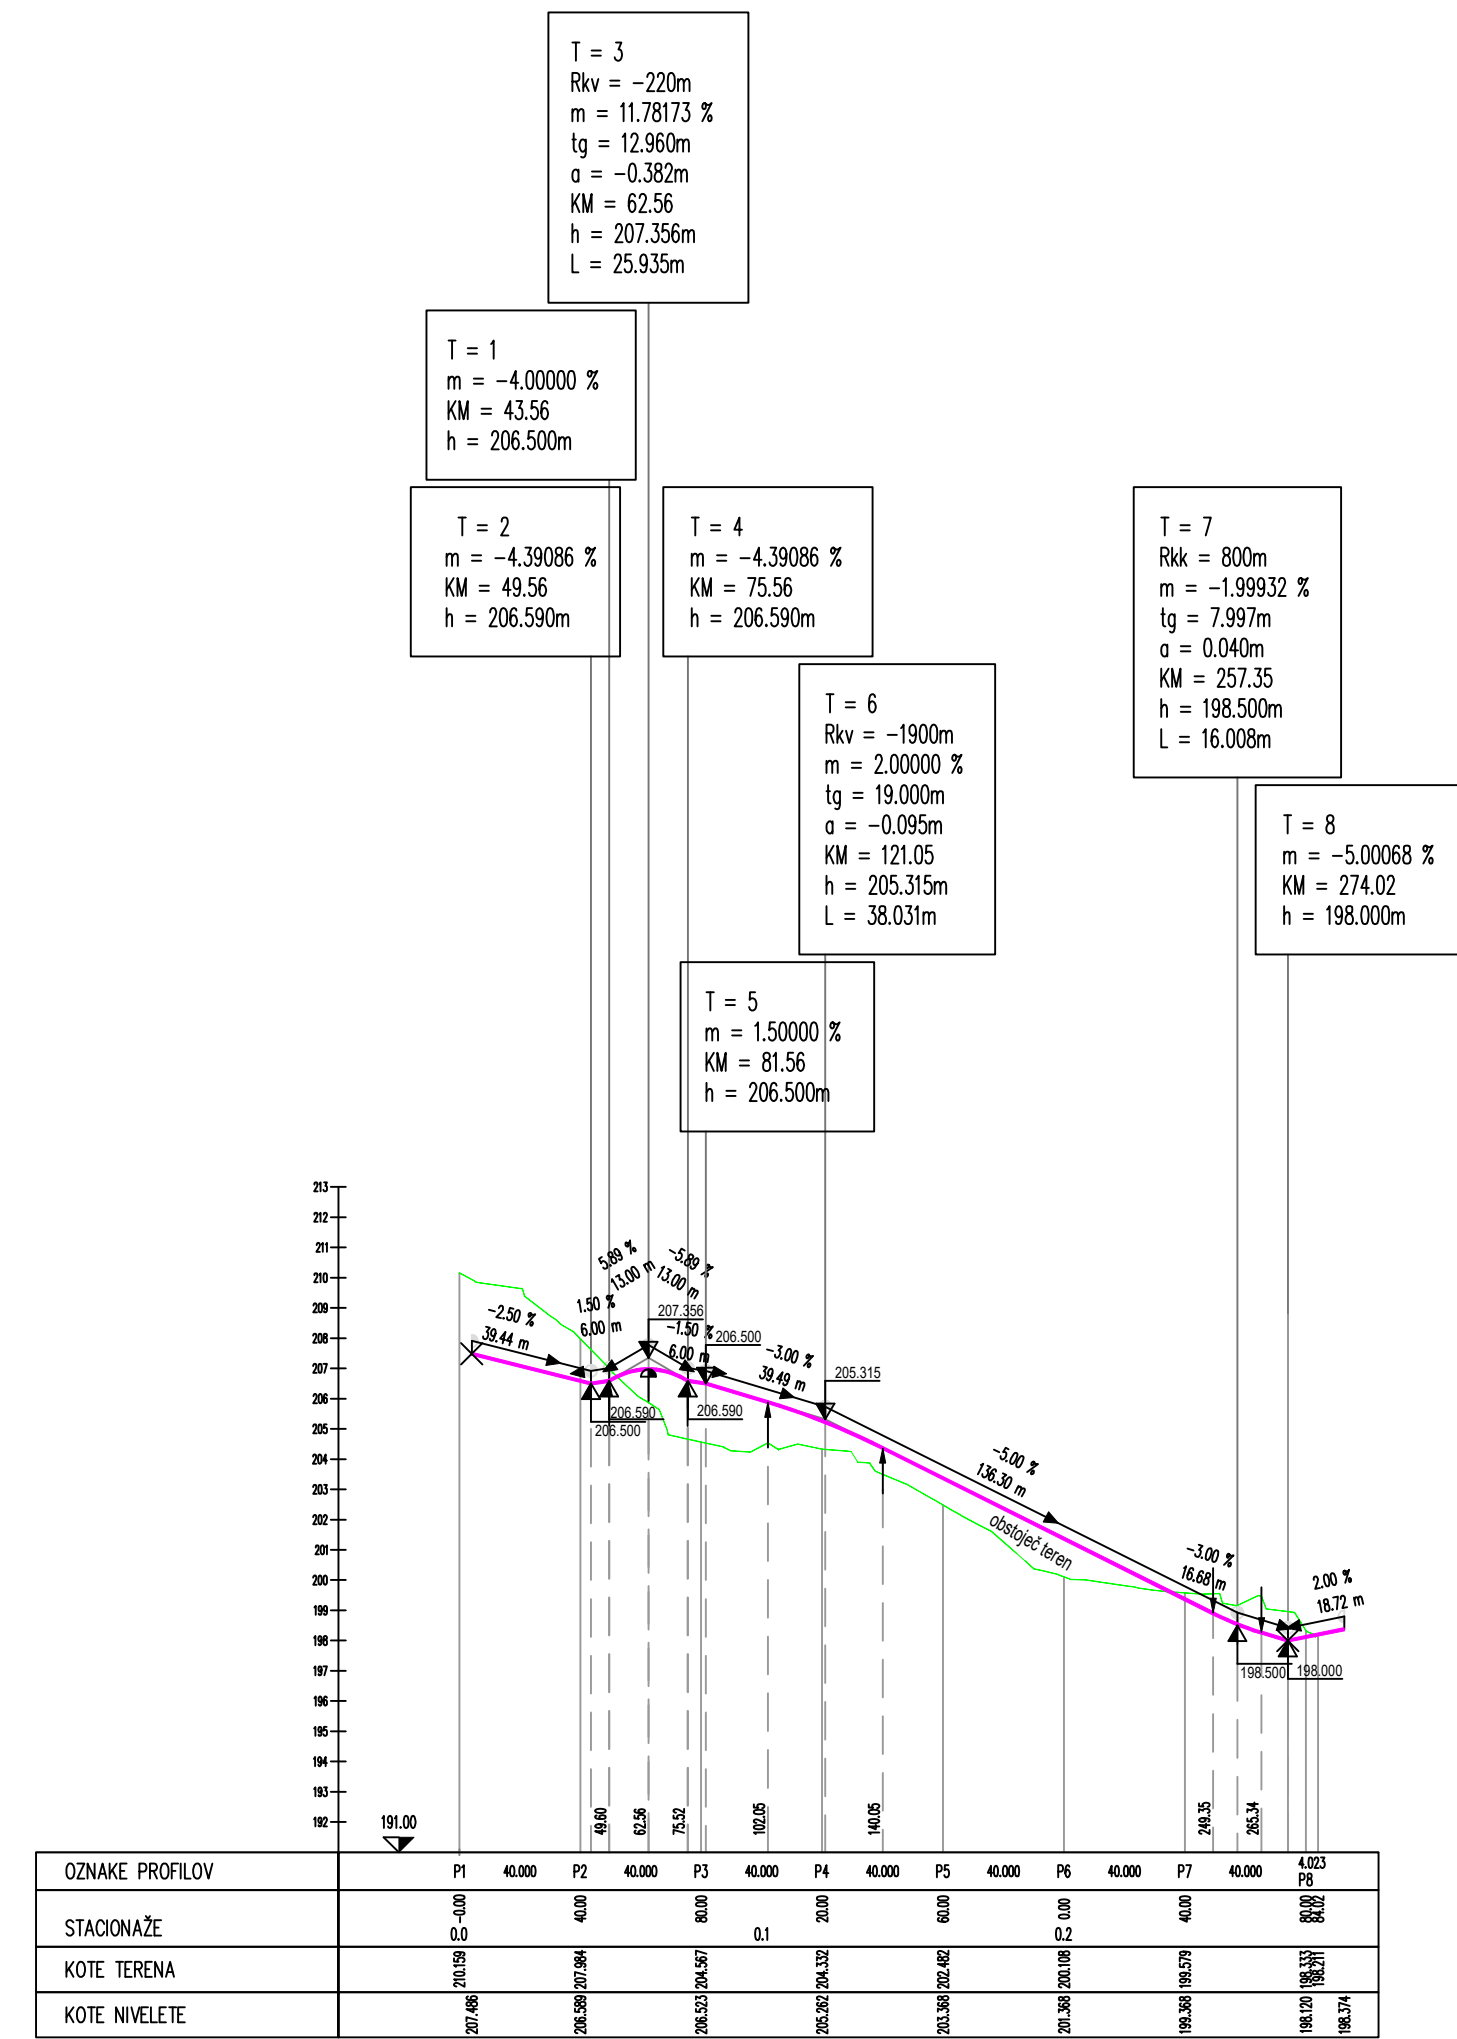 T = 3
Rkv = -220m
m = 11.78173 %
tg = 12.960m
a = -0.382m
KM = 62.56
h = 207.356m
L = 25.935m
T = 1
m = -4.00000 %
KM = 43.56
h = 206.500m
T = 2
m = -4.39086 %
KM = 49.56
h = 206.590m
T = 4
m = -4.39086 %
KM = 75.56
h = 206.590m
T = 7
Rkk = 800m
m = -1.99932 %
tg = 7.997m
a = 0.040m
KM = 257.35
h = 198.500m
L = 16.008m
T = 6
Rkv = -1900m
m = 2.00000 %
tg = 19.000m
a = -0.095m
KM = 121.05
h = 205.315m
L = 38.031m
T = 8
m = -5.00068 %
KM = 274.02
h = 198.000m
T = 5
m = 1.50000 %
KM = 81.56
h = 206.500m
213
212
211
210
209
208
207
206
205
204
203
202
201
200
199
198
197
196
195
194
193
192
191.00
-2.50 %
39.44 m
1.50 %
6.00 m
5.89 %
13.00 m
-5.89 %
13.00 m
-1.50 %
6.00 m
-3.00 %
39.49 m
-5.00 %
136.30 m
-3.00 %
16.68 m
2.00 %
18.72 m
207.356
206.500
205.315
206.590
206.500
206.590
198.500
198.000
obstoječ teren
49.60
62.56
75.52
102.05
140.05
249.35
265.34
OZNAKE PROFILOV
P1 40.000 P2 40.000 P3 40.000 P4 40.000 P5 40.000 P6 40.000 P7 40.000 4.023
P8
STACIONAŽE
-0.00 40.00 80.00 20.00 60.00 0.00 40.00 80.00 84.02
0.0 0.1 0.2
KOTE TERENA
210.159 207.984 204.567 204.332 202.482 200.108 199.579 198.333 198.211
KOTE NIVELETE
207.486 206.589 206.523 205.262 203.368 201.368 199.368 198.120 198.374